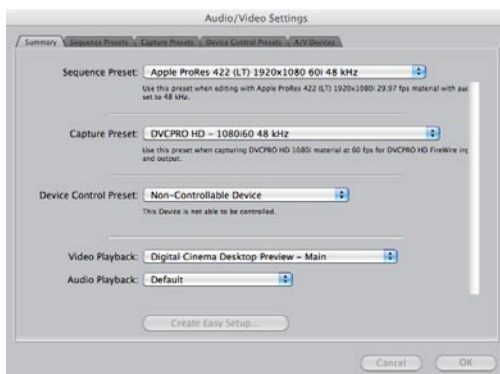 Audio/Video Settings
Summary Sequence Presets Capture Presets Device Control Presets A/V Devices
Sequence Preset: Apple ProRes 422 (LT) 1920x1080 60i 48 kHz
Use this preset when editing with Apple ProRes 422 (LT) 1920x1080i 29.97 fps material with
set to 48 kHz.
Capture Preset: DVCPRO HD - 1080i60 48 kHz
Use this preset when capturing DVCPRO HD 1080i material at 60 fps for DVCPRO HD FireWire
and output.
Device Control Preset: Non-Controllable Device
This Device is not able to be controlled.
Video Playback: Digital Cinema Desktop Preview - Main
Audio Playback: Default
Create Easy Setup...
Cancel OK